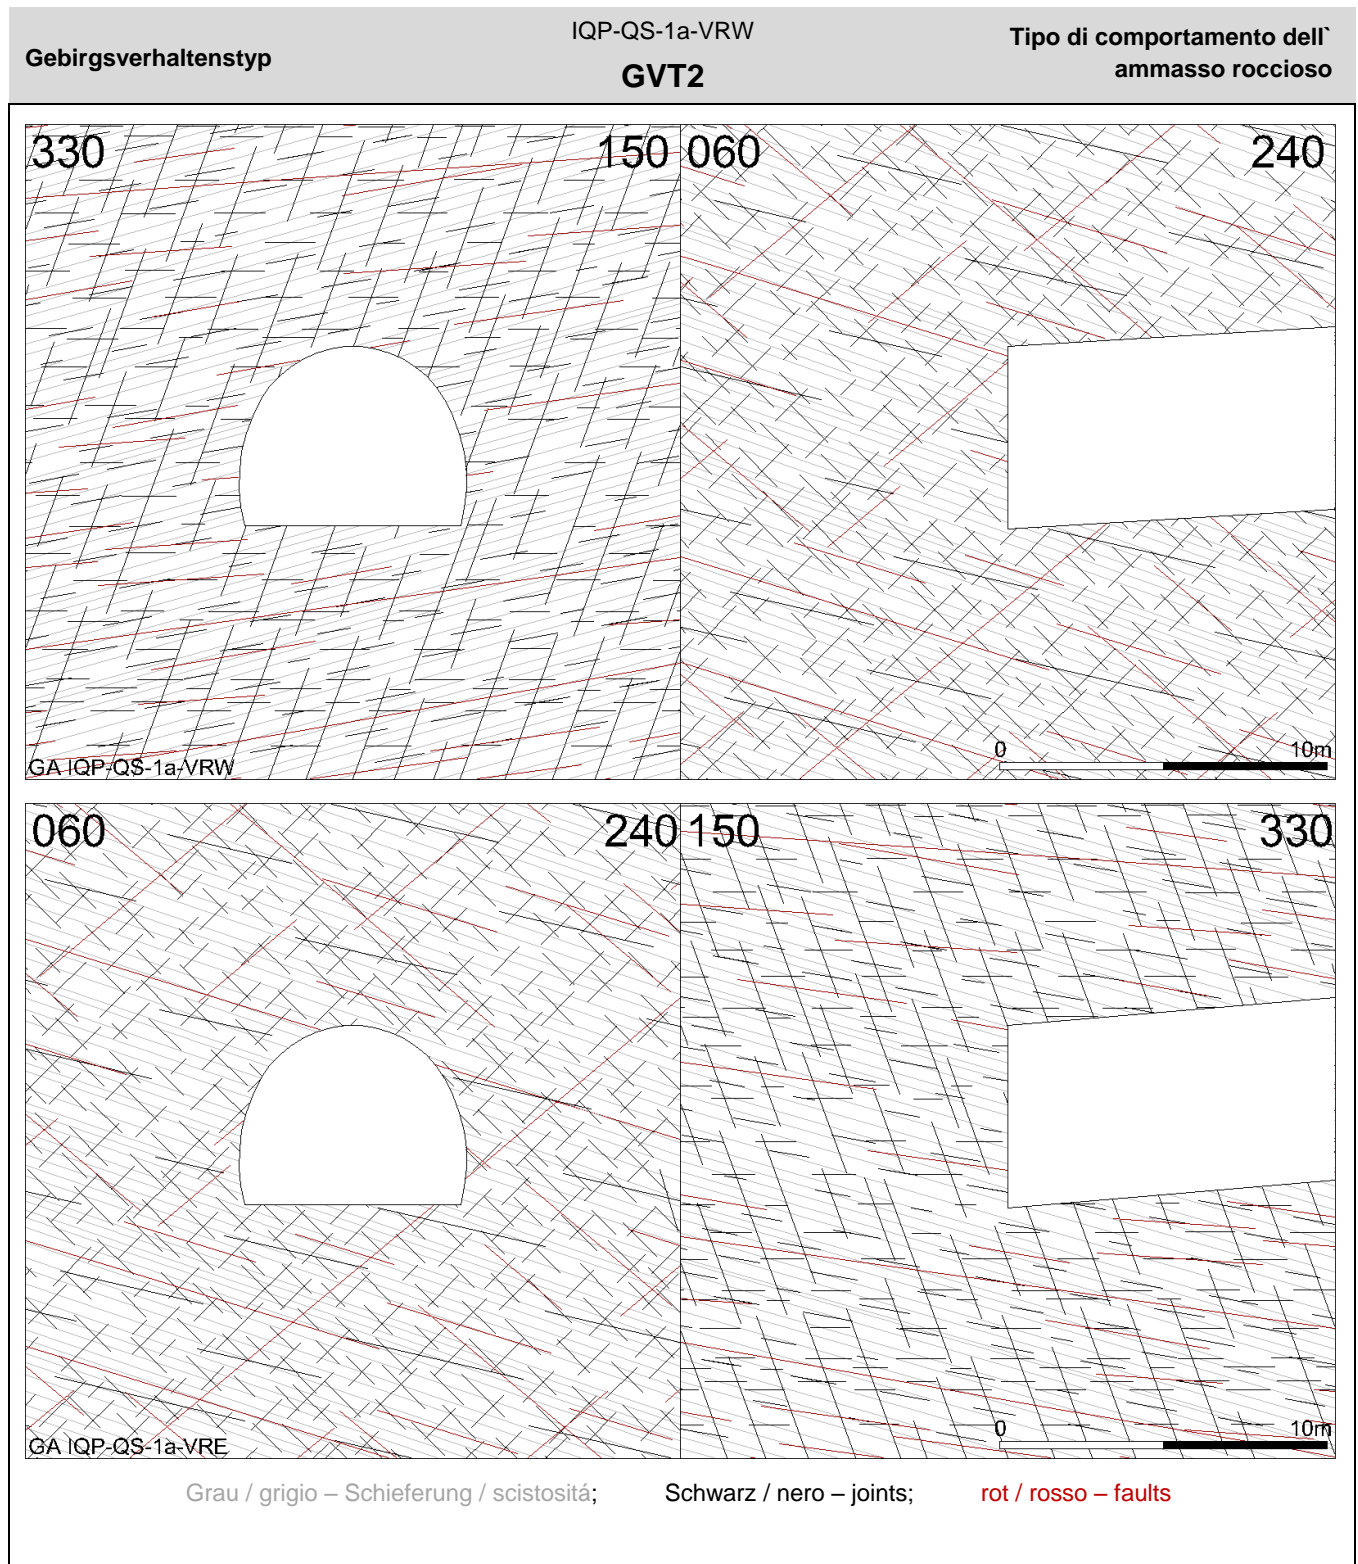 Gebirgsverhaltenstyp
IQP-QS-1a-VRW
GVT2
Tipo di comportamento dell`
ammasso roccioso
330
150
060
240
0
10m
GA IQP-QS-1a-VRW
060
240
150
330
0
10m
GA IQP-QS-1a-VRE
Grau / grigio – Schieferung / scistositá; Schwarz / nero – joints; rot / rosso – faults